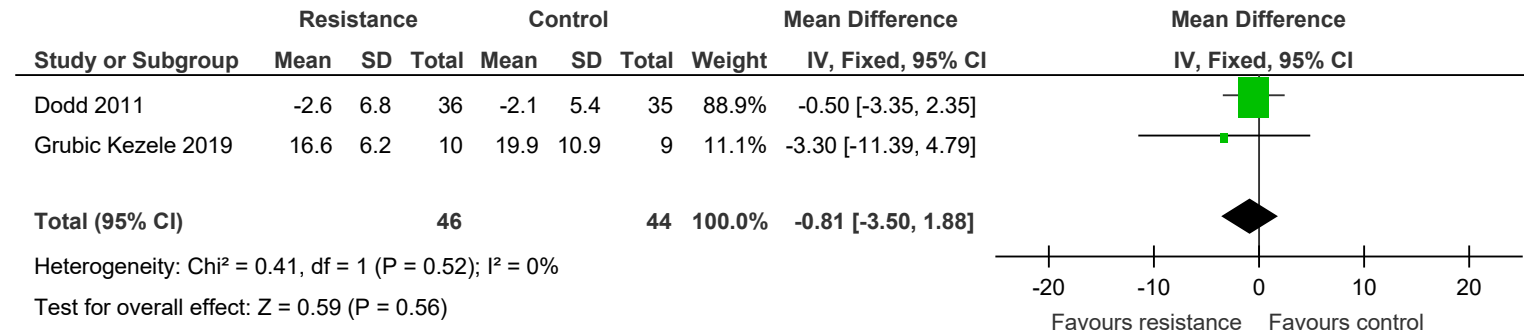 Resistance Control Mean Difference Mean Difference
Study or Subgroup Mean SD Total Mean SD Total Weight IV, Fixed, 95% CI IV, Fixed, 95% CI
Dodd 2011 -2.6 6.8 36 -2.1 5.4 35 88.9% -0.50 [-3.35, 2.35]
Grubic Kezele 2019 16.6 6.2 10 19.9 10.9 9 11.1% -3.30 [-11.39, 4.79]
Total (95% CI) 46 44 100.0% -0.81 [-3.50, 1.88]
Heterogeneity: Chi² = 0.41, df = 1 (P = 0.52); I² = 0%
Test for overall effect: Z = 0.59 (P = 0.56)
-20 -10 0 10 20
Favours resistance Favours control